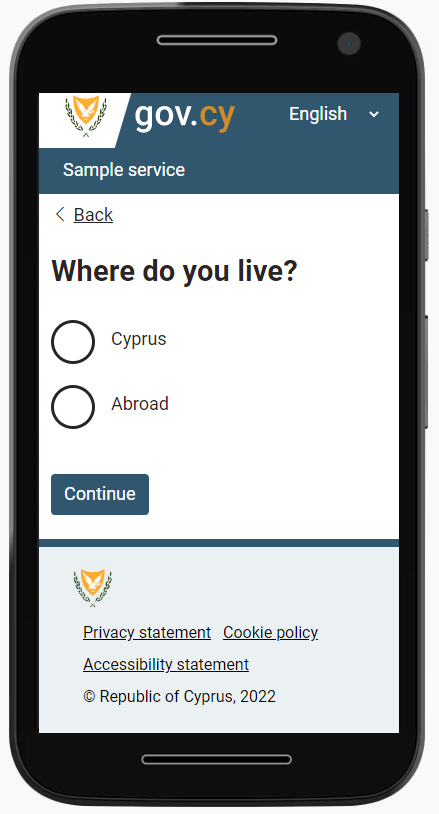 gov.cy English
Sample service
Back
Where do you live?
Cyprus
Abroad
Continue
Privacy statement Cookie policy
Accessibility statement
© Republic of Cyprus, 2022